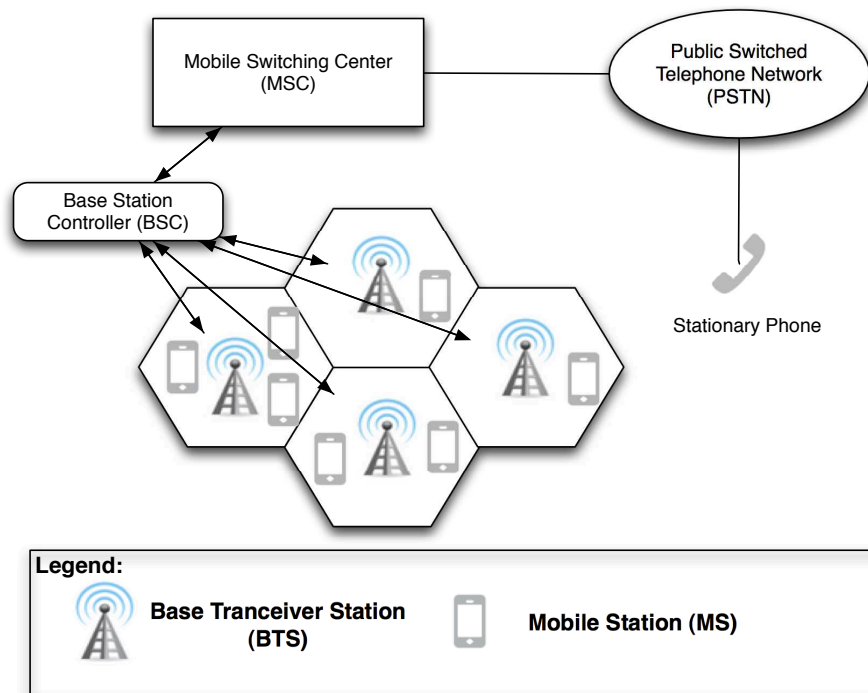 Mobile Switching Center
(MSC)
Public Switched
Telephone Network
(PSTN)
Base Station
Controller (BSC)
Stationary Phone
Legend:
Base Tranceiver Station
(BTS)
Mobile Station (MS)